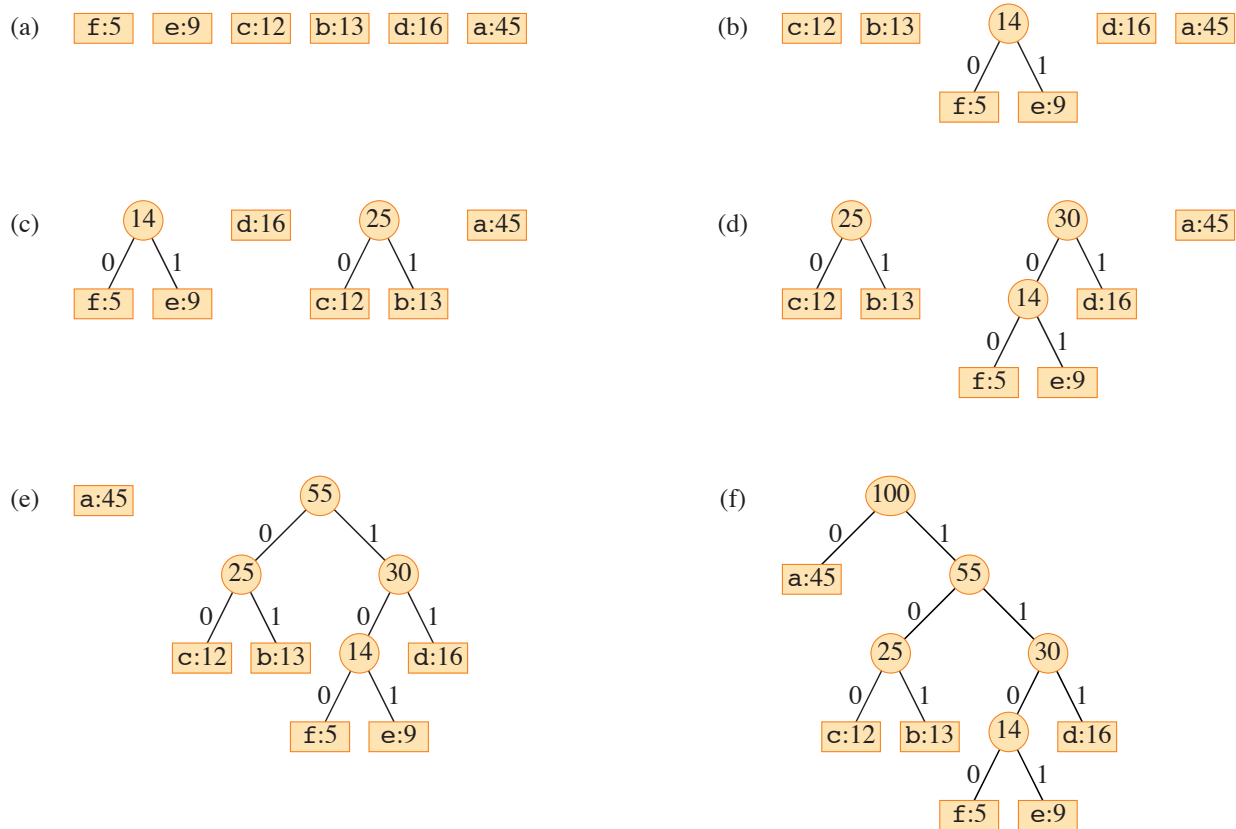 (a) f:5 e:9 c:12 b:13 d:16 a:45
(b) c:12 b:13 14 d:16 a:45
0 1
f:5 e:9
(c) 14 d:16 25 a:45
0 1 0 1
f:5 e:9 c:12 b:13
(d) 25 30 a:45
0 1 0 1
c:12 b:13 14 d:16
0 1
f:5 e:9
(e) a:45 55
0 1
25 30
0 1 0 1
c:12 b:13 14 d:16
0 1
f:5 e:9
(f) 100
0 1
a:45 55
0 1
25 30
0 1 0 1
c:12 b:13 14 d:16
0 1
f:5 e:9